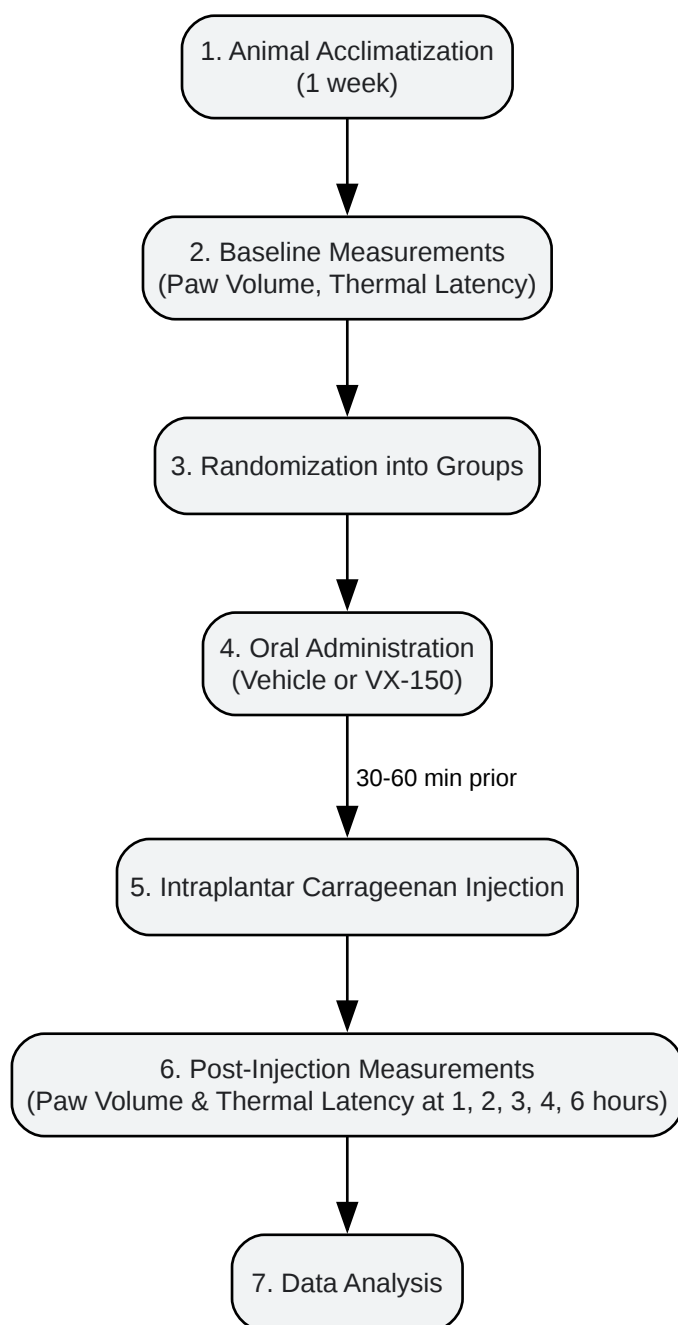 1. Animal Acclimatization
(1 week)
2. Baseline Measurements
(Paw Volume, Thermal Latency)
3. Randomization into Groups
4. Oral Administration
(Vehicle or VX-150)
30-60 min prior
5. Intraplantar Carrageenan Injection
6. Post-Injection Measurements
(Paw Volume & Thermal Latency at 1, 2, 3, 4, 6 hours)
7. Data Analysis